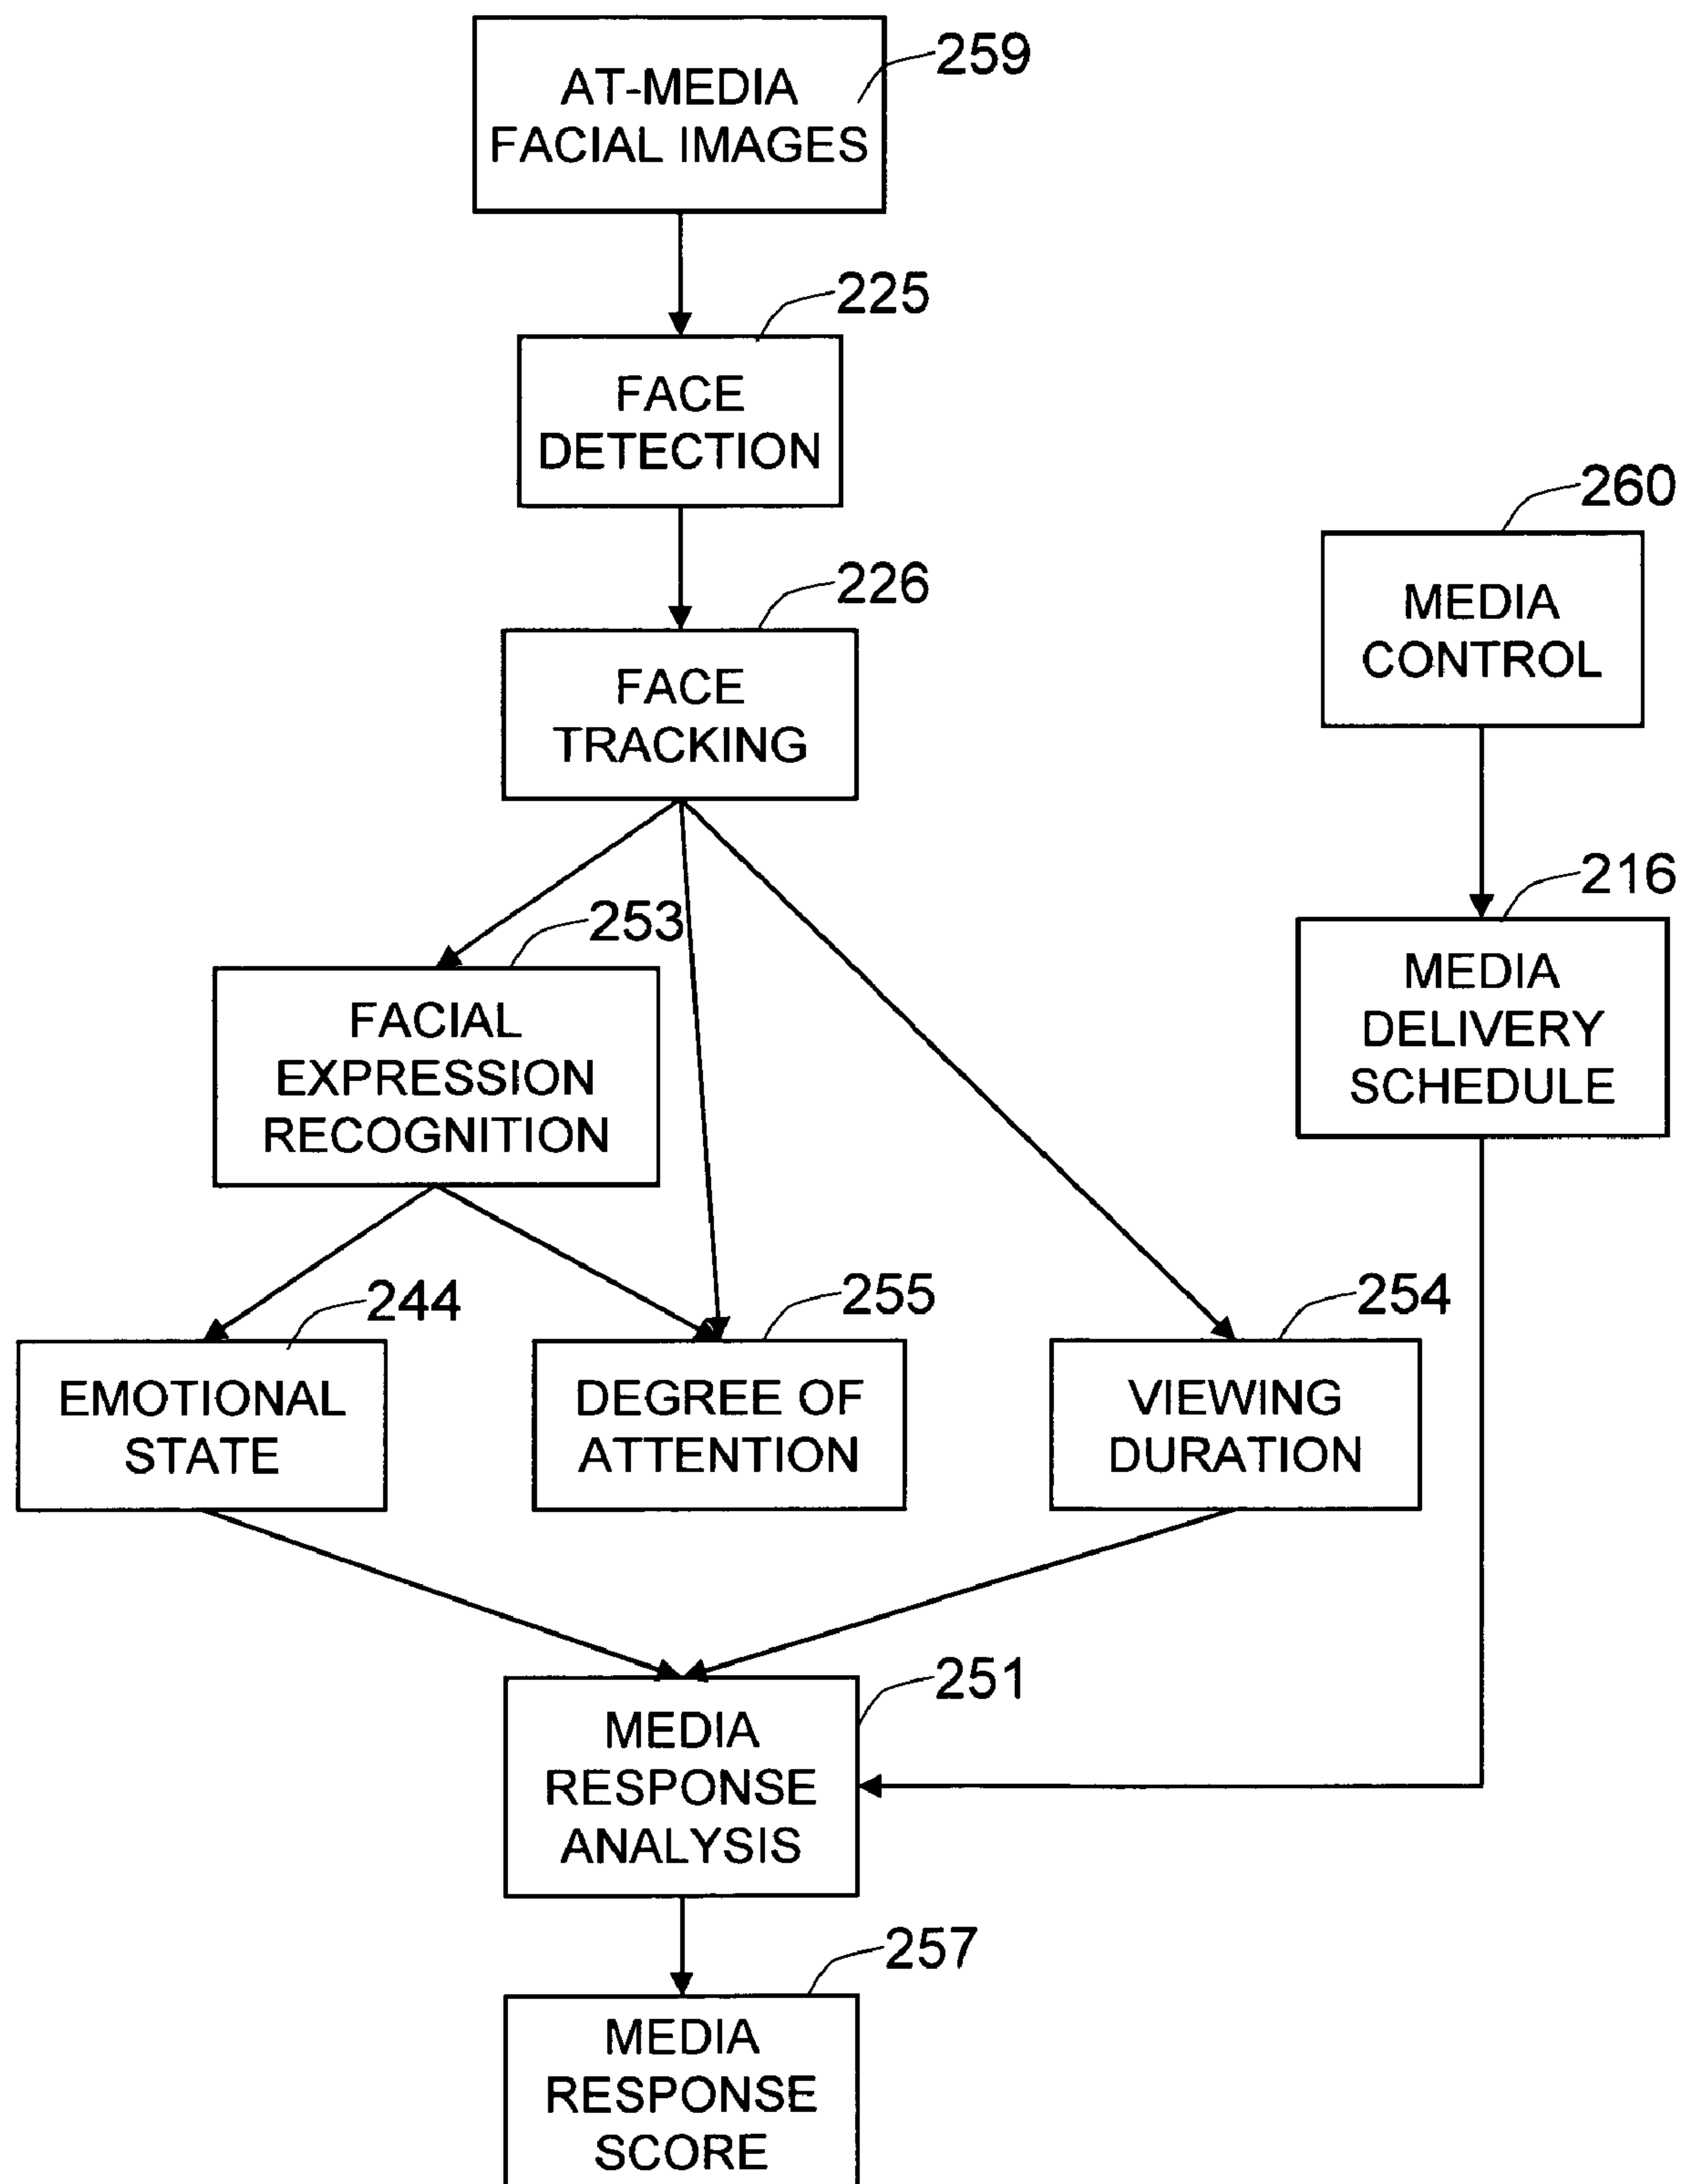 259
AT-MEDIA
FACIAL IMAGES
225
FACE
DETECTION
226
FACE
TRACKING
260
MEDIA
CONTROL
216
MEDIA
DELIVERY
SCHEDULE
253
FACIAL
EXPRESSION
RECOGNITION
244
EMOTIONAL
STATE
255
DEGREE OF
ATTENTION
254
VIEWING
DURATION
251
MEDIA
RESPONSE
ANALYSIS
257
MEDIA
RESPONSE
SCORE